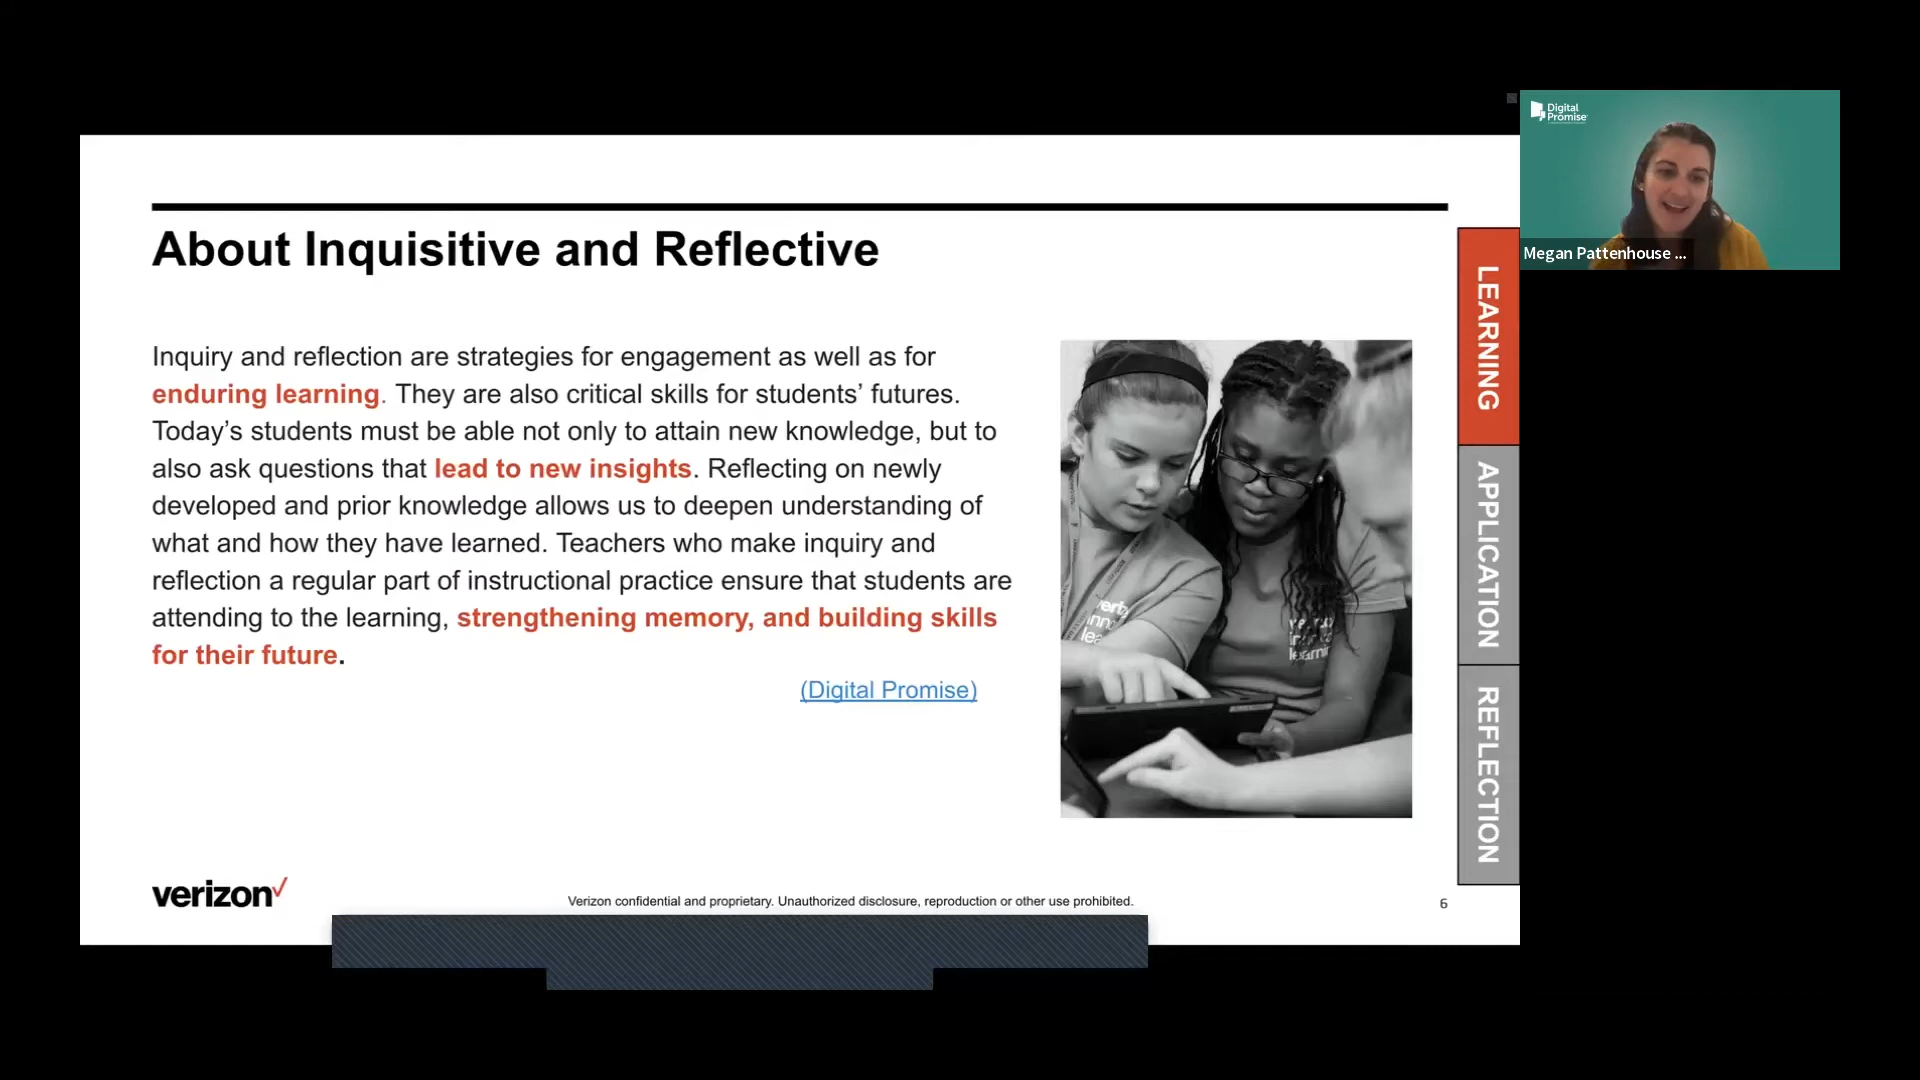 Digital
Promise
Megan Pattenhouse ...
About Inquisitive and Reflective
Inquiry and reflection are strategies for engagement as well as for
enduring learning. They are also critical skills for students’ futures.
Today’s students must be able not only to attain new knowledge, but to
also ask questions that lead to new insights. Reflecting on newly
developed and prior knowledge allows us to deepen understanding of
what and how they have learned. Teachers who make inquiry and
reflection a regular part of instructional practice ensure that students are
attending to the learning, strengthening memory, and building skills
for their future.
(Digital Promise)
LEARNING
APPLICATION
REFLECTION
verizon
Verizon confidential and proprietary. Unauthorized disclosure, reproduction or other use prohibited.
6